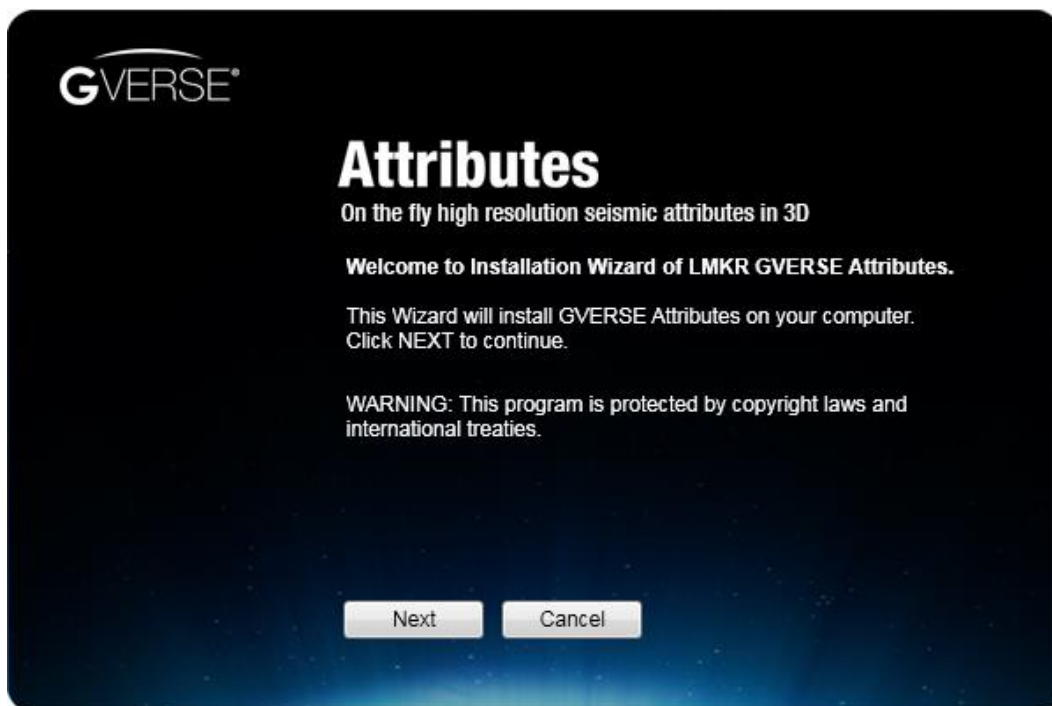 GVERSE®
Attributes
On the fly high resolution seismic attributes in 3D
Welcome to Installation Wizard of LMKR GVERSE Attributes.
This Wizard will install GVERSE Attributes on your computer.
Click NEXT to continue.
WARNING: This program is protected by copyright laws and
international treaties.
Next
Cancel